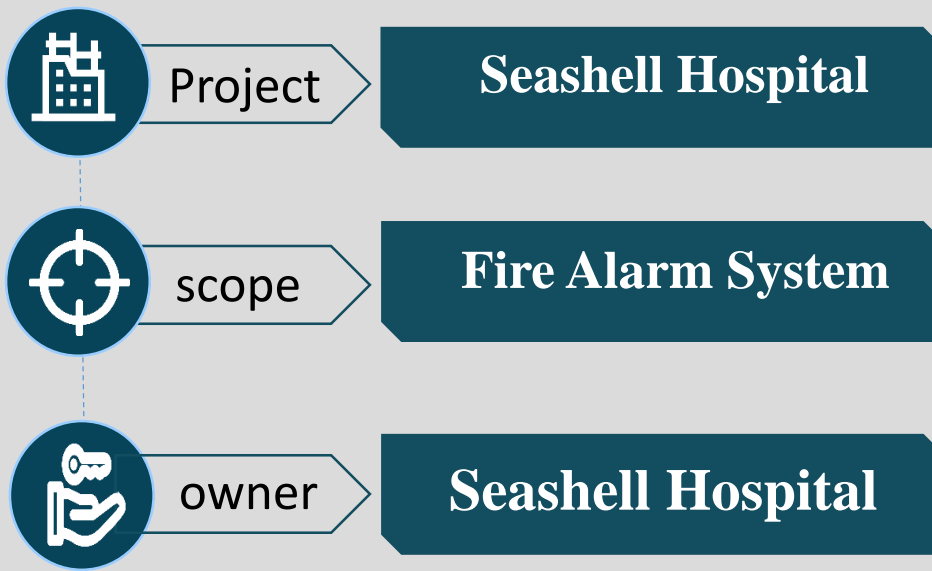 Project
Seashell Hospital
scope
Fire Alarm System
owner
Seashell Hospital